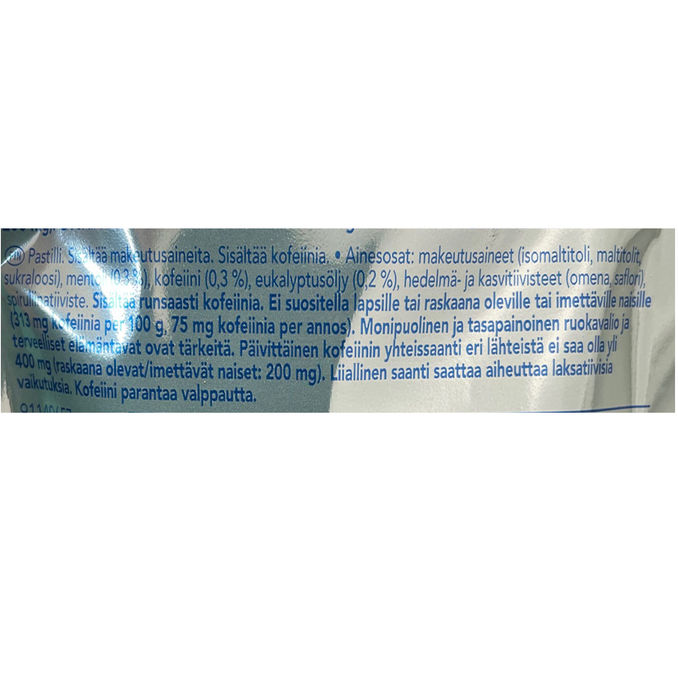 FIN Pastilli. Sisältää makeutusaineita. Sisältää kofeiinia. • Ainesosat: makeutusaineet (isomaltitoli, maltitoli,
sukraloosi), mentoli (0,3 %), kofeiini (0,3 %), eukalyptusöljy (0,2 %), hedelmä- ja kasvitiivisteet (omena, saflori,
spirulinatiiviste. Sisältää runsaasti kofeiinia. Ei suositella lapsille tai raskaana oleville tai imettäville naisille
(313 mg kofeiinia per 100 g, 75 mg kofeiinia per annos). Monipuolinen ja tasapainoinen ruokavalio ja
terveelliset elämäntavat ovat tärkeitä. Päivittäinen kofeiinin yhteissaanti eri lähteistä ei saa olla yli
400 mg (raskaana olevat/imettävät naiset: 200 mg). Liiallinen saanti saattaa aiheuttaa laksatiivisia
vaikutuksia. Kofeiini parantaa valppautta.